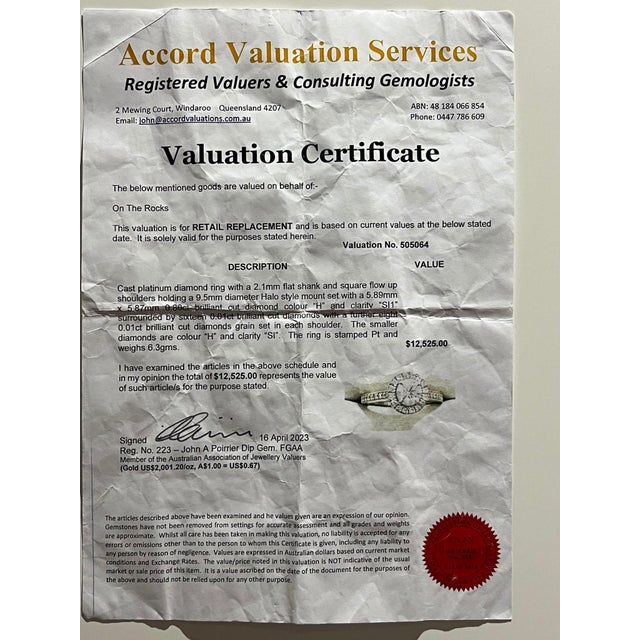 Accord Valuation Services
Registered Valuers & Consulting Gemologists
2 Mewing Court, Windaroo Queensland 4207
ABN: 48 184 066 854
Email: john@accordvaluations.com.au
Phone: 0447 786 609
Valuation Certificate
The below mentioned goods are valued on behalf of:-
On The Rocks
This valuation is for RETAIL REPLACEMENT and is based on current values at the below stated
date. It is solely valid for the purposes stated herein.
Valuation No. 505064
DESCRIPTION VALUE
Cast platinum diamond ring with a 2.1mm flat shank and square flow up
shoulders holding a 9.5mm diameter Halo style mount set with a 5.89mm
x 5.87mm 0.80ct brilliant cut diamond colour "H" and clarity "SI1"
surrounded by sixteen 0.01ct brilliant cut diamonds with a further eight
0.01ct brilliant cut diamonds grain set in each shoulder. The smaller
diamonds are colour "H" and clarity "SI". The ring is stamped Pt and
weighs 6.3gms.
$12,525.00
I have examined the articles in the above schedule and
in my opinion the total of $12,525.00 represents the value
of such article/s for the purpose stated.
Signed 16 April 2023
Reg. No. 223 – John A Poirrier Dip Gem. FGAA
Member of the Australian Association of Jewellery Valuers
(Gold US$2,001.20/oz, A$1.00 = US$0.67)
The articles described above have been examined and he values given are an expression of our opinion.
Gemstones have not been removed from settings for accurate assessment and all grades and weights
are approximate. Whilst all care has been taken in making this valuation, no liability is accepted for any
errors or omissions other than to the person to whom this Certificate is given, including any liability to
any person by reason of negligence. Values are expressed in Australian dollars based on current market
conditions and Exchange Rates. The value/price noted in this valuation is NOT indicative of the usual
market or sale price of this item. It is a value ascribed on the date of the document for the purposes of
the above and should not be relied upon for any other purpose.